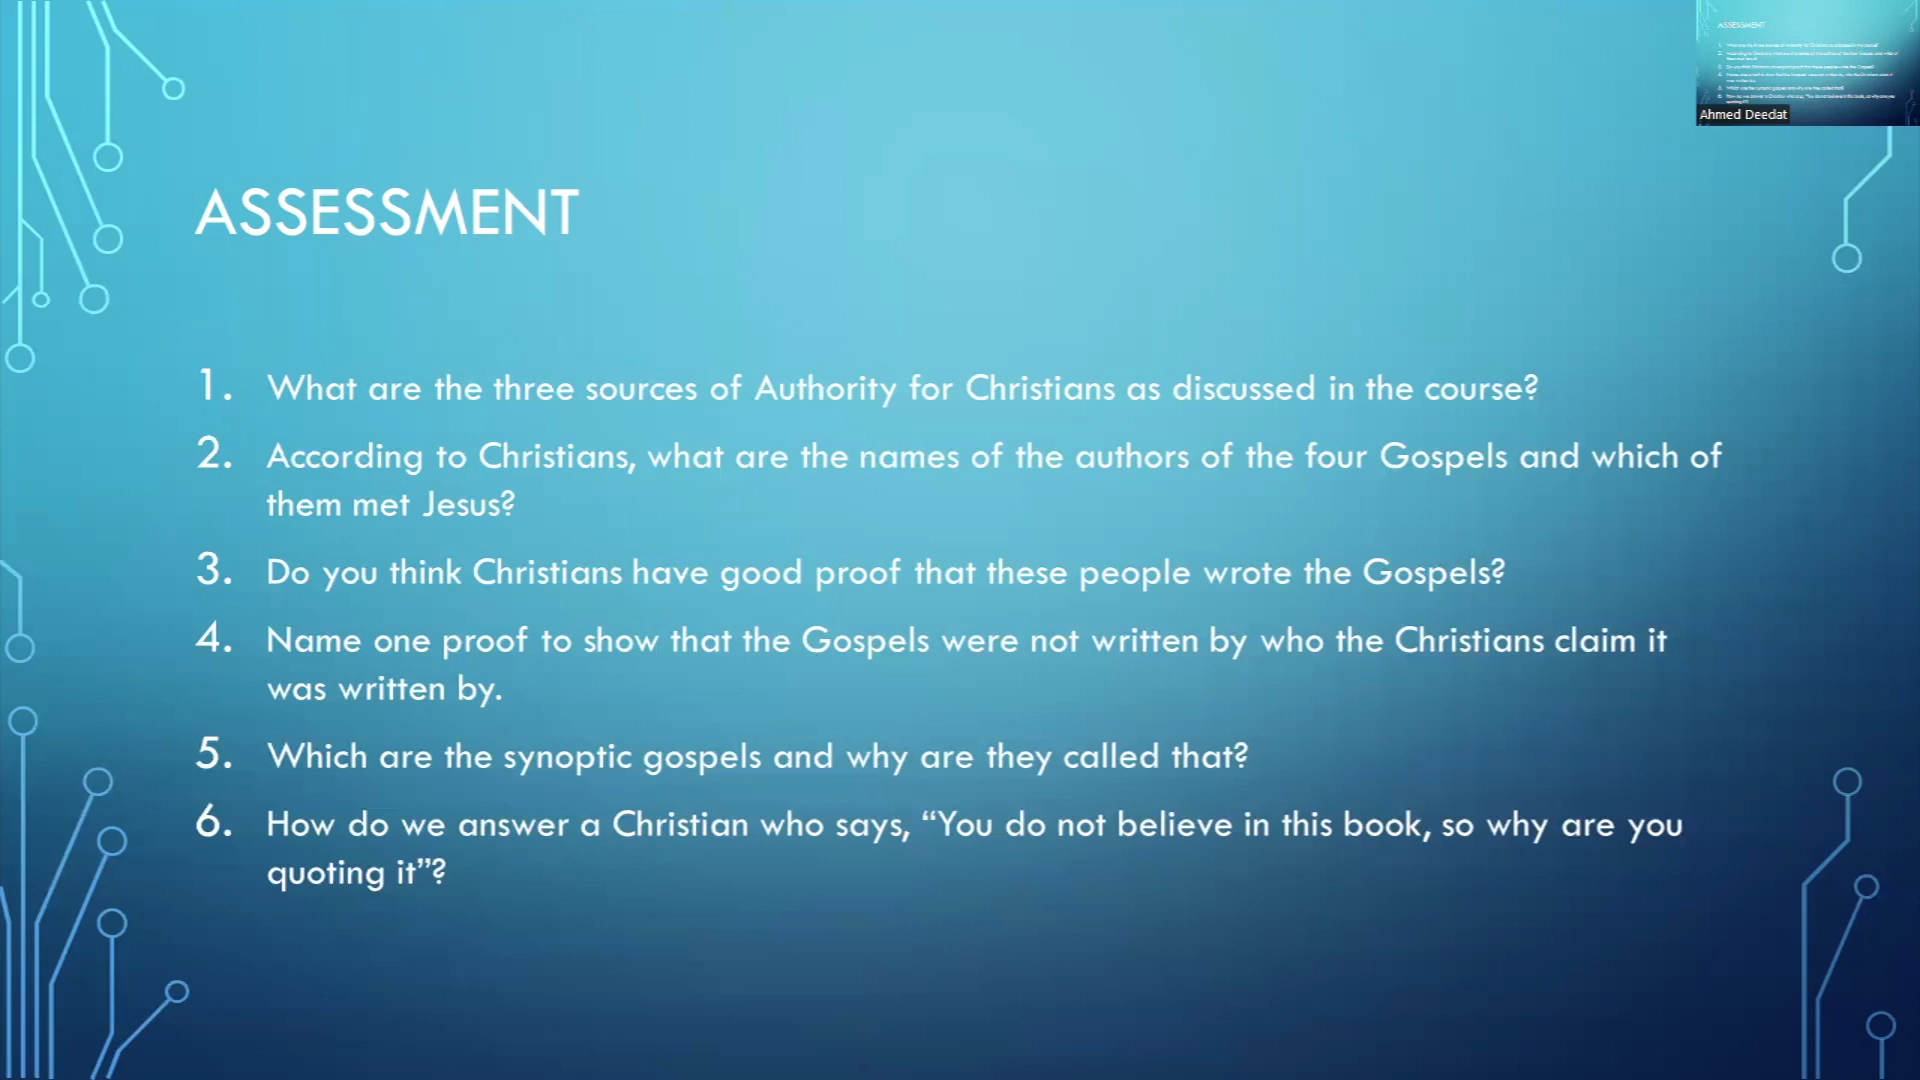 ASSESSMENT
1. What are the three sources of Authority for Christians as discussed in the course?
2. According to Christians, what are the names of the authors of the four Gospels and which of
them met Jesus?
3. Do you think Christians have good proof that these people wrote the Gospels?
4. Name one proof to show that the Gospels were not written by who the Christians claim it
was written by.
5. Which are the synoptic gospels and why are they called that?
6. How do we answer a Christian who says, “You do not believe in this book, so why are you
quoting it”?
ASSESSMENT
Ahmed Deedat